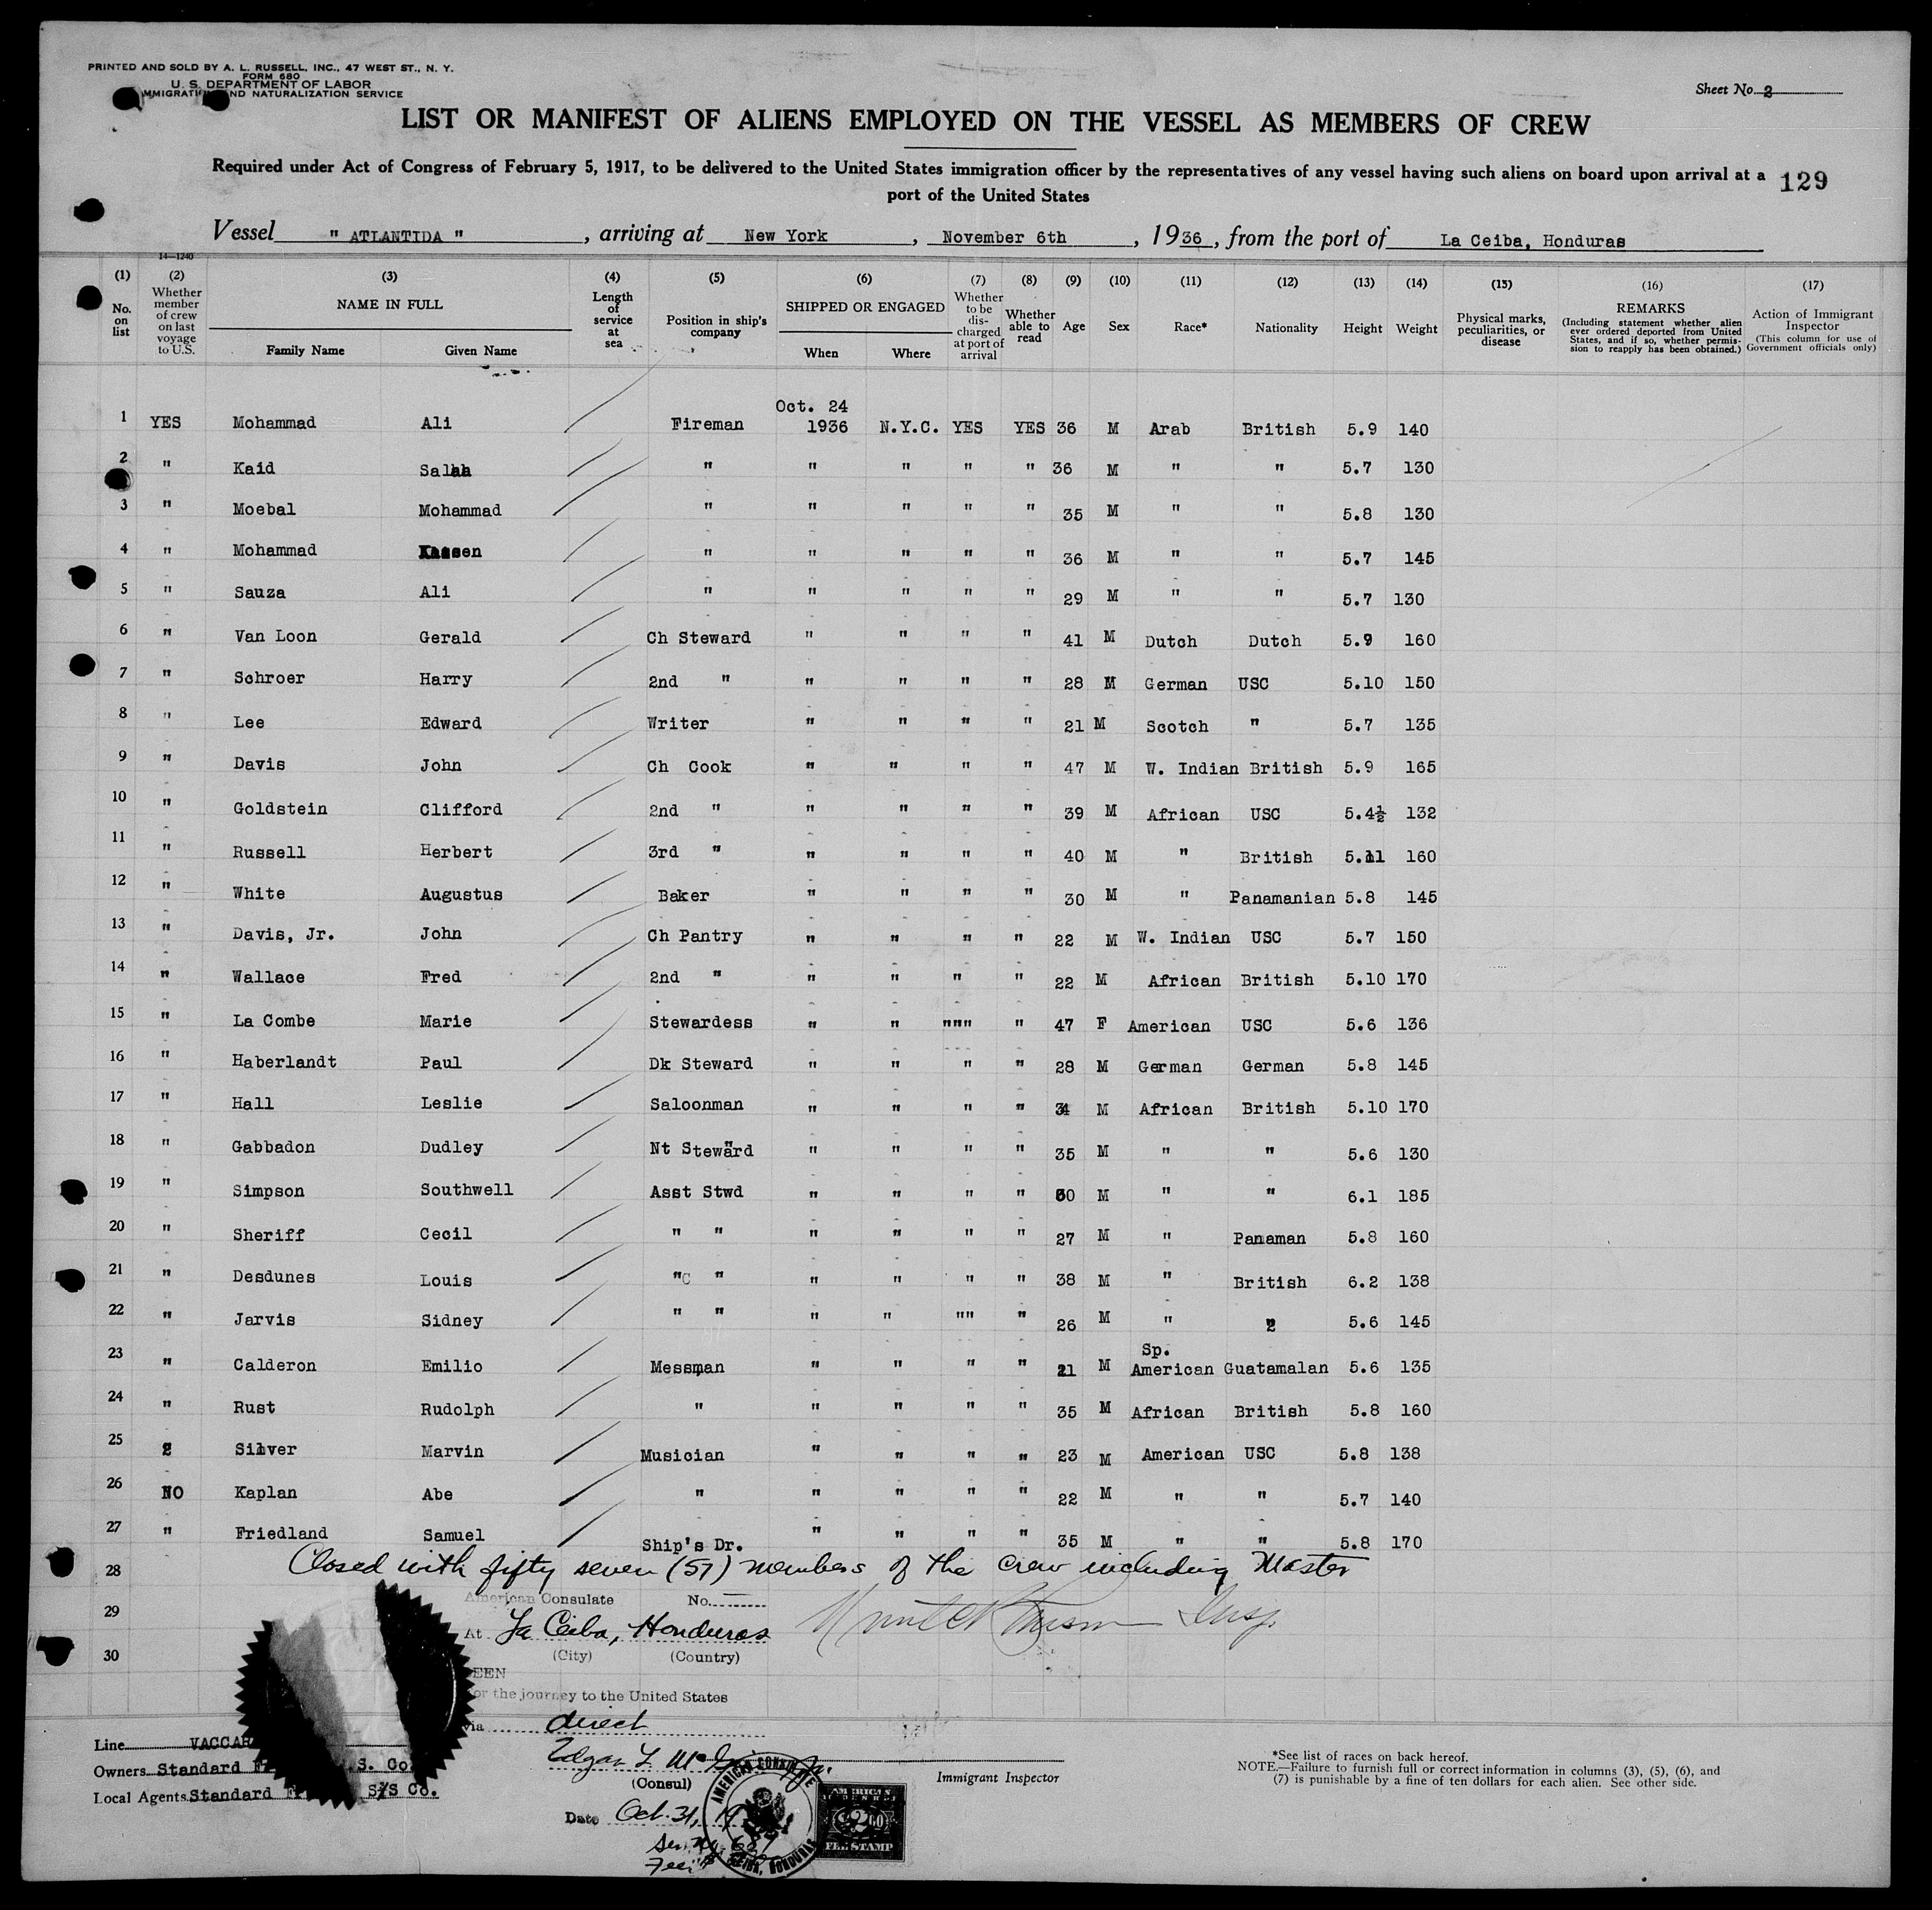 PRINTED AND SOLD BY A. L. RUSSELL, INC., 47 WEST ST., N. Y.
FORM 680
U. S. DEPARTMENT OF LABOR
IMMIGRATION AND NATURALIZATION SERVICE
Sheet No. 2
LIST OR MANIFEST OF ALIENS EMPLOYED ON THE VESSEL AS MEMBERS OF CREW
Required under Act of Congress of February 5, 1917, to be delivered to the United States immigration officer by the representatives of any vessel having such aliens on board upon arrival at a
port of the United States
129
Vessel " ATLANTIDA ", arriving at New York, November 6th, 1936, from the port of La Ceiba, Honduras
14—1240
(1) No. on list (2) Whether member of crew on last voyage to U.S. (3) NAME IN FULL Family Name Given Name (4) Length of service at sea (5) Position in ship's company (6) SHIPPED OR ENGAGED When Where (7) Whether to be discharged at port of arrival (8) Whether able to read (9) Age (10) Sex (11) Race* (12) Nationality (13) Height (14) Weight (15) Physical marks, peculiarities, or disease (16) REMARKS (Including statement whether alien ever ordered deported from United States, and if so, whether permission to reapply has been obtained.) (17) Action of Immigrant Inspector (This column for use of Government officials only)
Oct. 24
1 YES Mohammad Ali Fireman 1936 N.Y.C. YES YES 36 M Arab British 5.9 140
2 " Kaid Salah " " " " " 36 M " " 5.7 130
3 " Moebal Mohammad " " " " " 35 M " " 5.8 130
4 " Mohammad " " " " " 36 M " " 5.7 145
5 " Sauza Ali " " " " " 29 M " " 5.7 130
6 " Van Loon Gerald Ch Steward " " " " 41 M Dutch Dutch 5.9 160
7 " Schroer Harry 2nd " " " " " 28 M German USC 5.10 150
8 " Lee Edward Writer " " " " 21 M Scotch " 5.7 135
9 " Davis John Ch Cook " " " " 47 M W. Indian British 5.9 165
10 " Goldstein Clifford 2nd " " " " " 39 M African USC 5.4½ 132
11 " Russell Herbert 3rd " " " " " 40 M " British 5.11 160
12 " White Augustus Baker " " " " 30 M " Panamanian 5.8 145
13 " Davis, Jr. John Ch Pantry " " " " 22 M W. Indian USC 5.7 150
14 " Wallace Fred 2nd " " " " " 22 M African British 5.10 170
15 " La Combe Marie Stewardess " " """ " 47 F American USC 5.6 136
16 " Haberlandt Paul Dk Steward " " " " 28 M German German 5.8 145
17 " Hall Leslie Saloonman " " " " 34 M African British 5.10 170
18 " Gabbadon Dudley Nt Steward " " " " 35 M " " 5.6 130
19 " Simpson Southwell Asst Stwd " " " " M " " 6.1 185
20 " Sheriff Cecil " " " " " " 27 M " Panaman 5.8 160
21 " Desdunes Louis " " " " " " 38 M " British 6.2 138
22 " Jarvis Sidney " " " " "" " 26 M " " 5.6 145
Sp.
23 " Calderon Emilio Messman " " " " 21 M American Guatamalan 5.6 135
24 " Rust Rudolph " " " " " 35 M African British 5.8 160
25 " Silver Marvin Musician " " " " 23 M American USC 5.8 138
26 NO Kaplan Abe " " " " " 22 M " " 5.7 140
27 " Friedland Samuel Ship's Dr. " " " " 35 M " " 5.8 170
28 Closed with fifty seven (57) members of the crew including Master
American Consulate No.
29
At La Ceiba, Honduras Insp.
(City) (Country)
30
SEEN
for the journey to the United States
via direct
Line VACCAR
Owners Standard S. Co.
Local Agents Standard S/S Co.
Edgar L.
(Consul)
Immigrant Inspector
Date Oct. 31, 19
AMERICAN CONSULATE
LA CEIBA, HONDURAS
AMERICAN
FEE STAMP
*See list of races on back hereof.
NOTE.—Failure to furnish full or correct information in columns (3), (5), (6), and
(7) is punishable by a fine of ten dollars for each alien. See other side.